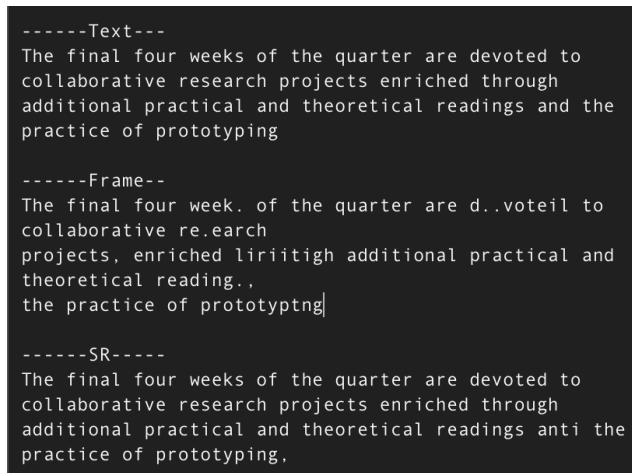 ------Text---
The final four weeks of the quarter are devoted to
collaborative research projects enriched through
additional practical and theoretical readings and the
practice of prototyping
------Frame--
The final four week. of the quarter are d..voteil to
collaborative re.earch
projects, enriched liriitigh additional practical and
theoretical reading.,
the practice of prototyptng
------SR-----
The final four weeks of the quarter are devoted to
collaborative research projects enriched through
additional practical and theoretical readings anti the
practice of prototyping,